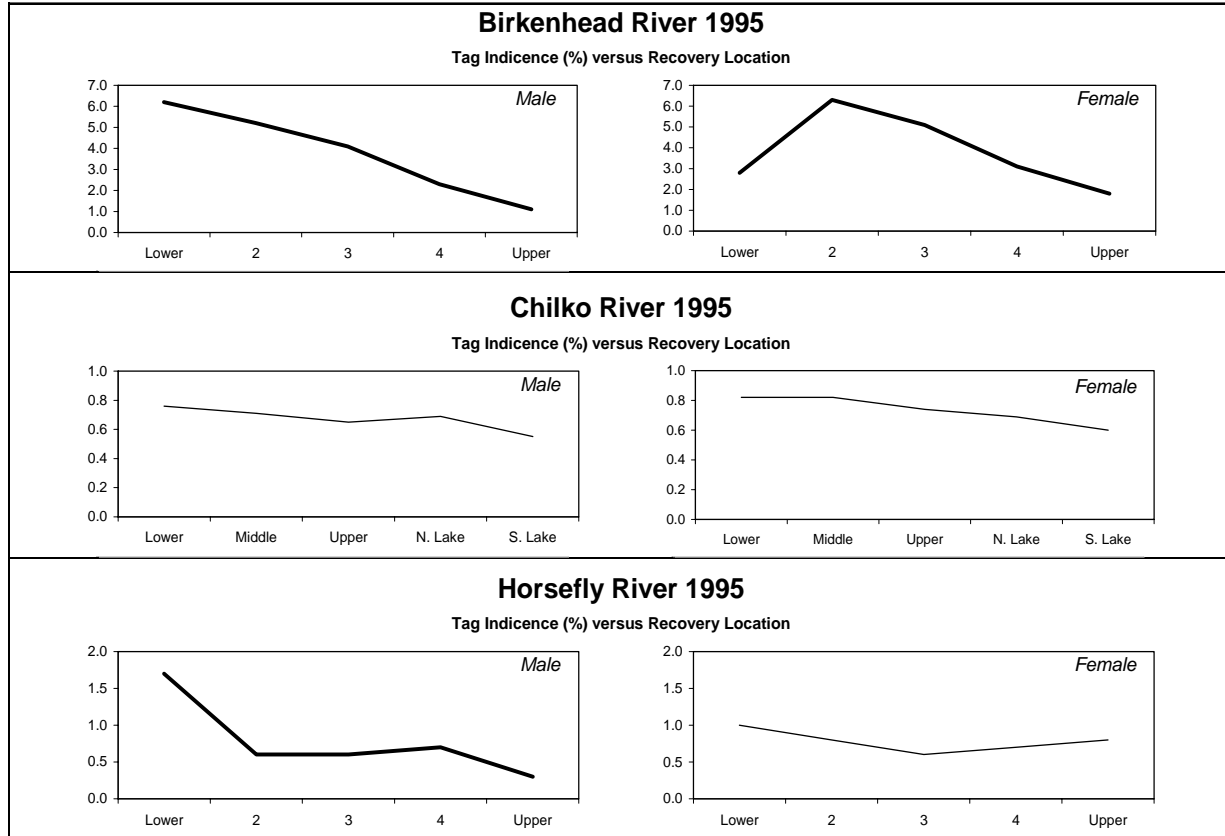 Birkenhead River 1995
Tag Indicence (%) versus Recovery Location
Male
7.0
6.0
5.0
4.0
3.0
2.0
1.0
0.0
Lower 2 3 4 Upper
Female
7.0
6.0
5.0
4.0
3.0
2.0
1.0
0.0
Lower 2 3 4 Upper
Chilko River 1995
Tag Indicence (%) versus Recovery Location
Male
1.0
0.8
0.6
0.4
0.2
0.0
Lower Middle Upper N. Lake S. Lake
Female
1.0
0.8
0.6
0.4
0.2
0.0
Lower Middle Upper N. Lake S. Lake
Horsefly River 1995
Tag Indicence (%) versus Recovery Location
Male
2.0
1.5
1.0
0.5
0.0
Lower 2 3 4 Upper
Female
2.0
1.5
1.0
0.5
0.0
Lower 2 3 4 Upper